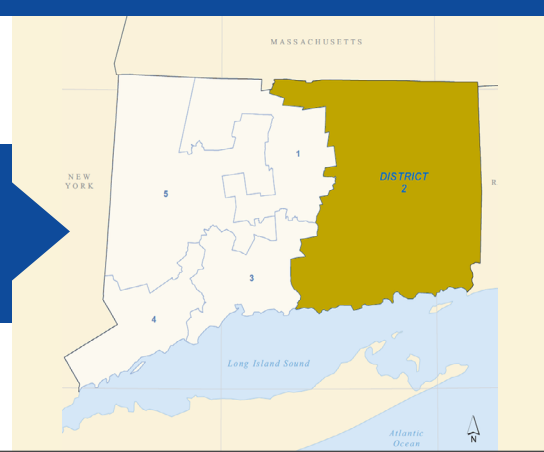 MASSACHUSETTS
1
DISTRICT
2
NEW
YORK
R
5
3
4
Long Island Sound
Atlantic
Ocean
N